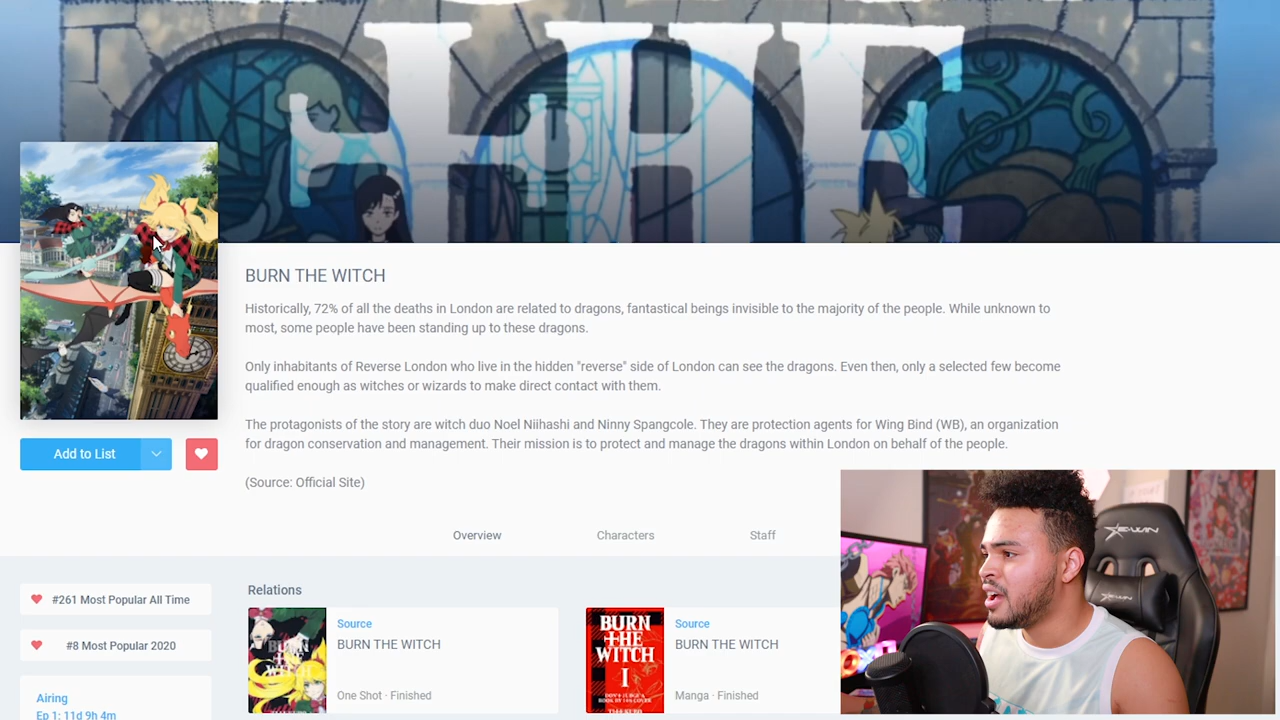 THE
BURN THE WITCH
Historically, 72% of all the deaths in London are related to dragons, fantastical beings invisible to the majority of the people. While unknown to
most, some people have been standing up to these dragons.
Only inhabitants of Reverse London who live in the hidden "reverse" side of London can see the dragons. Even then, only a selected few become
qualified enough as witches or wizards to make direct contact with them.
The protagonists of the story are witch duo Noel Niihashi and Ninny Spangcole. They are protection agents for Wing Bind (WB), an organization
for dragon conservation and management. Their mission is to protect and manage the dragons within London on behalf of the people.
(Source: Official Site)
Add to List
Overview
Characters
Staff
#261 Most Popular All Time
#8 Most Popular 2020
Airing
Ep 1: 11d 9h 4m
Relations
BURN
THE
WITCH
Source
BURN THE WITCH
One Shot · Finished
BURN
THE
WITCH
I
Source
BURN THE WITCH
Manga · Finished
E-WIN
E-WIN